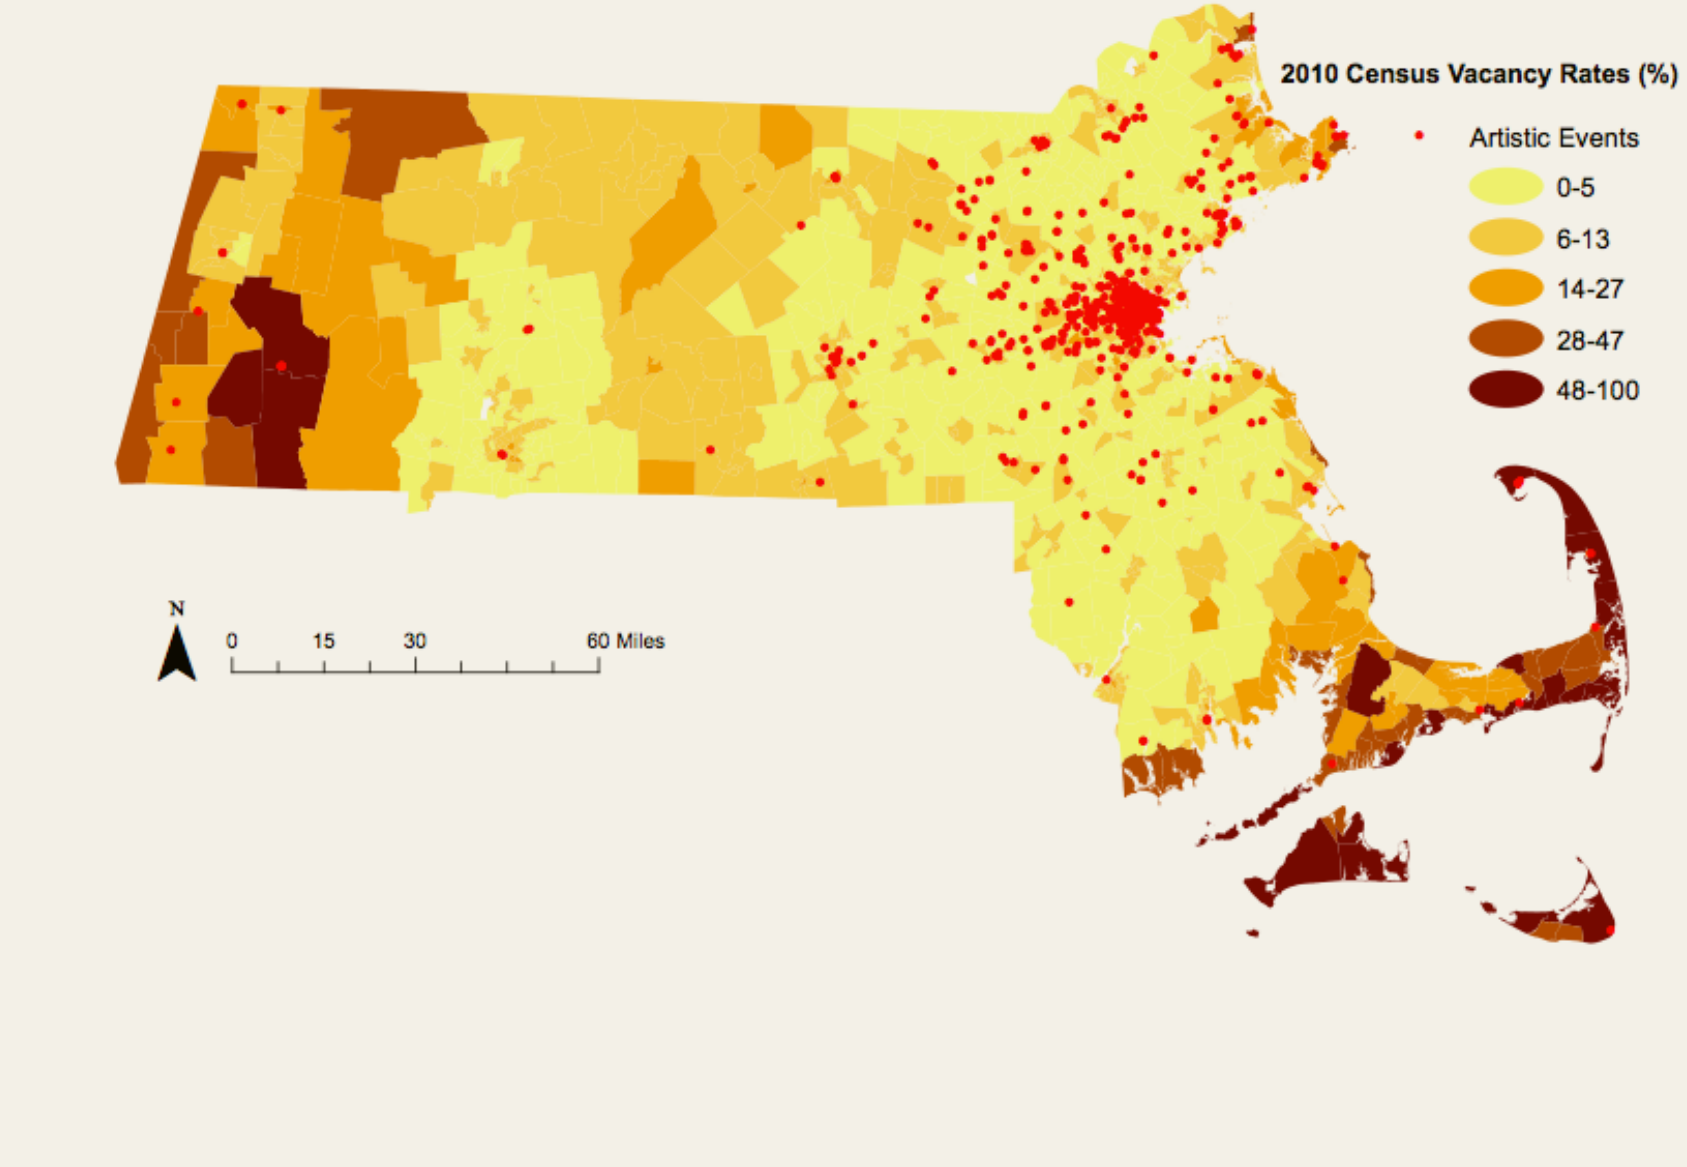 2010 Census Vacancy Rates (%)
Artistic Events
0-5
6-13
14-27
28-47
48-100
N
0 15 30 60 Miles